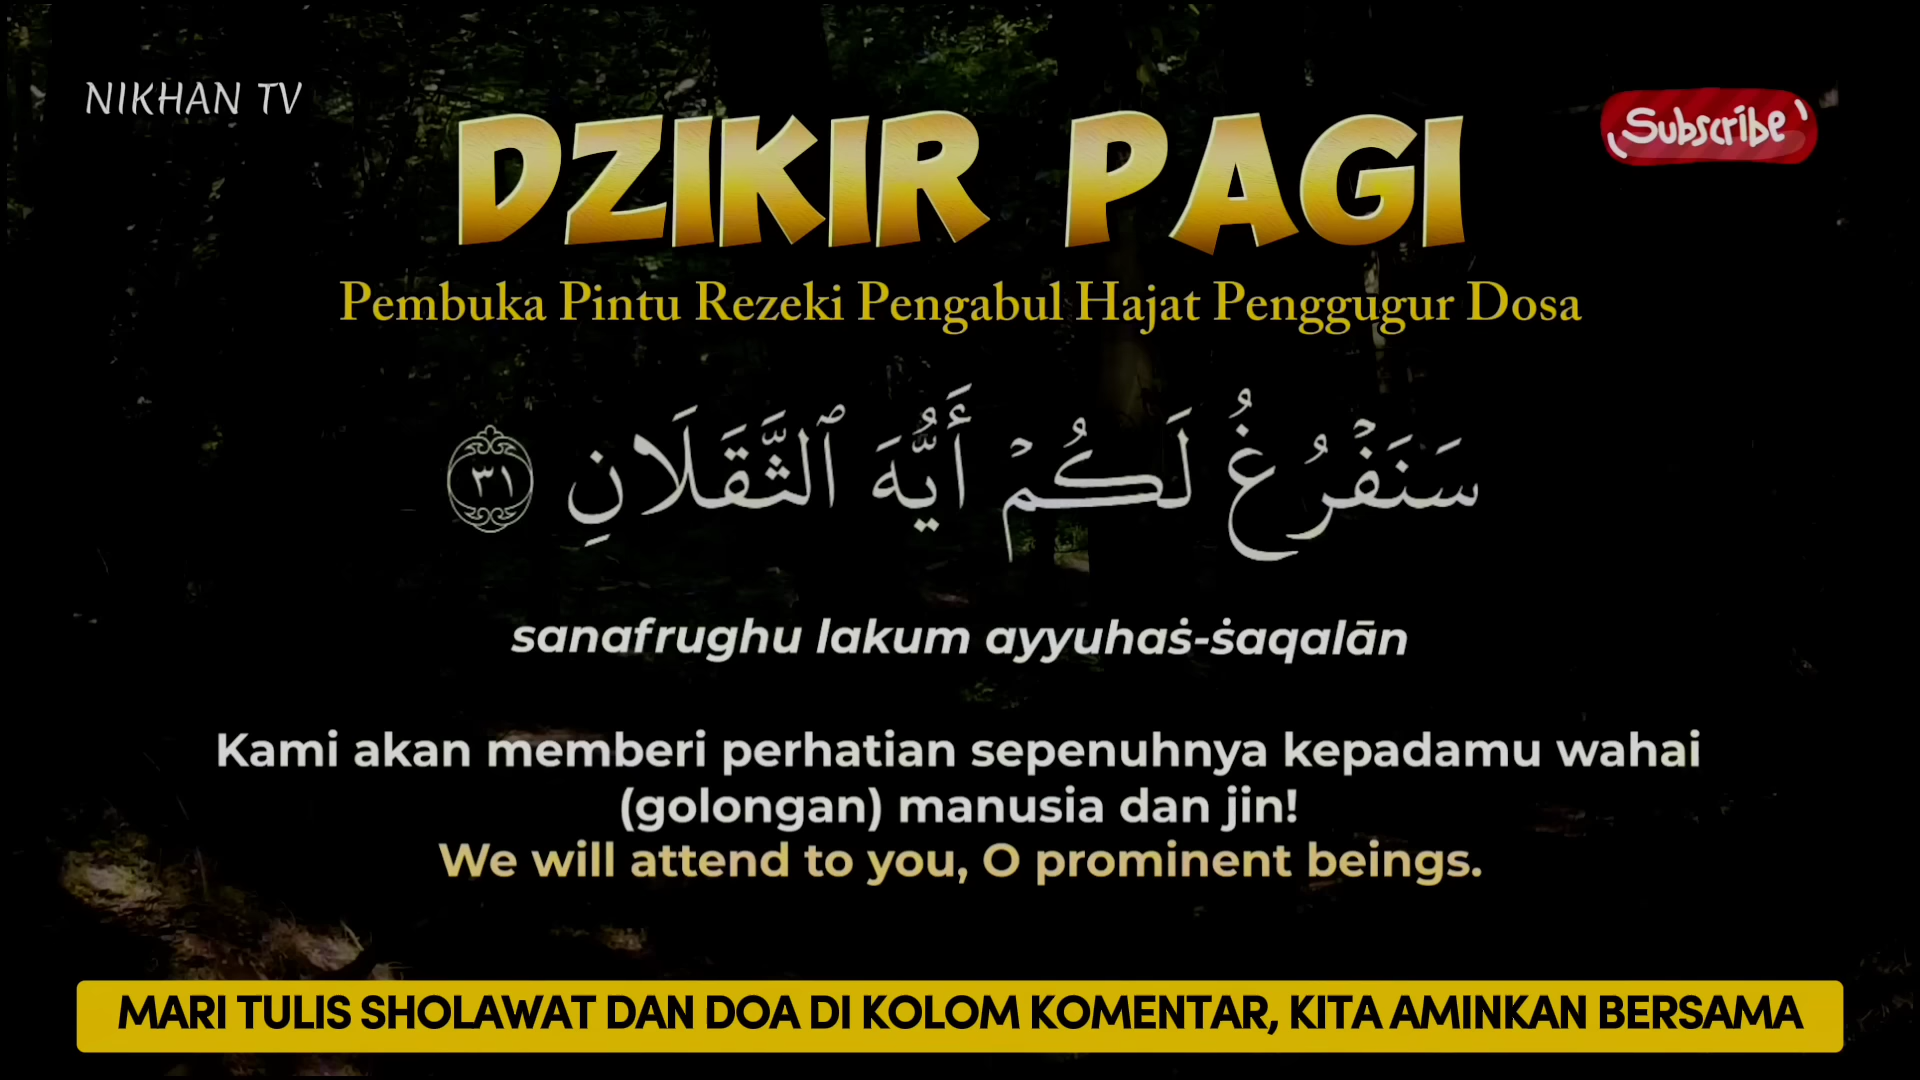 NIKHAN TV
Subscribe
DZIKIR PAGI
Pembuka Pintu Rezeki Pengabul Hajat Penggugur Dosa
سَنَفْرُغُ لَكُمْ أَيُّهَ ٱلثَّقَلَانِ ٣١
sanafrughu lakum ayyuhaṡ-ṡaqalān
Kami akan memberi perhatian sepenuhnya kepadamu wahai
(golongan) manusia dan jin!
We will attend to you, O prominent beings.
MARI TULIS SHOLAWAT DAN DOA DI KOLOM KOMENTAR, KITA AMINKAN BERSAMA